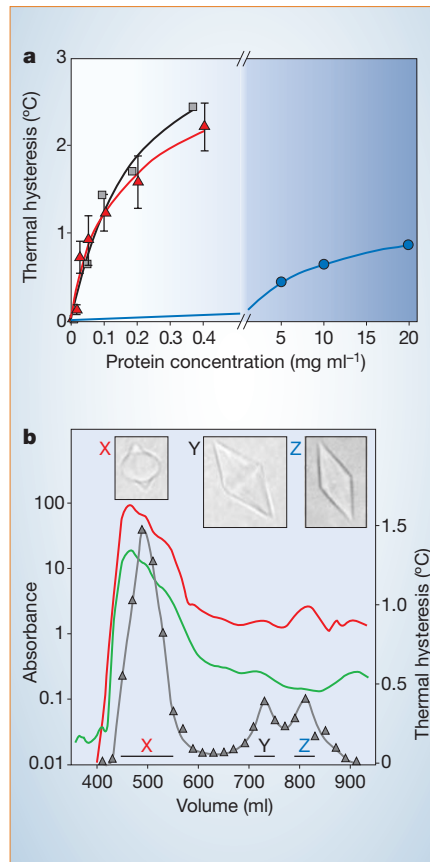 a
Thermal hysteresis (ºC)
3
2
1
0
0 0.1 0.2 0.3 0.4 5 10 15 20
Protein concentration (mg ml⁻¹)
b
X Y Z
Absorbance
100
10
1
0.1
0.01
Thermal hysteresis (ºC)
1.5
1.0
0.5
0
X Y Z
400 500 600 700 800 900
Volume (ml)